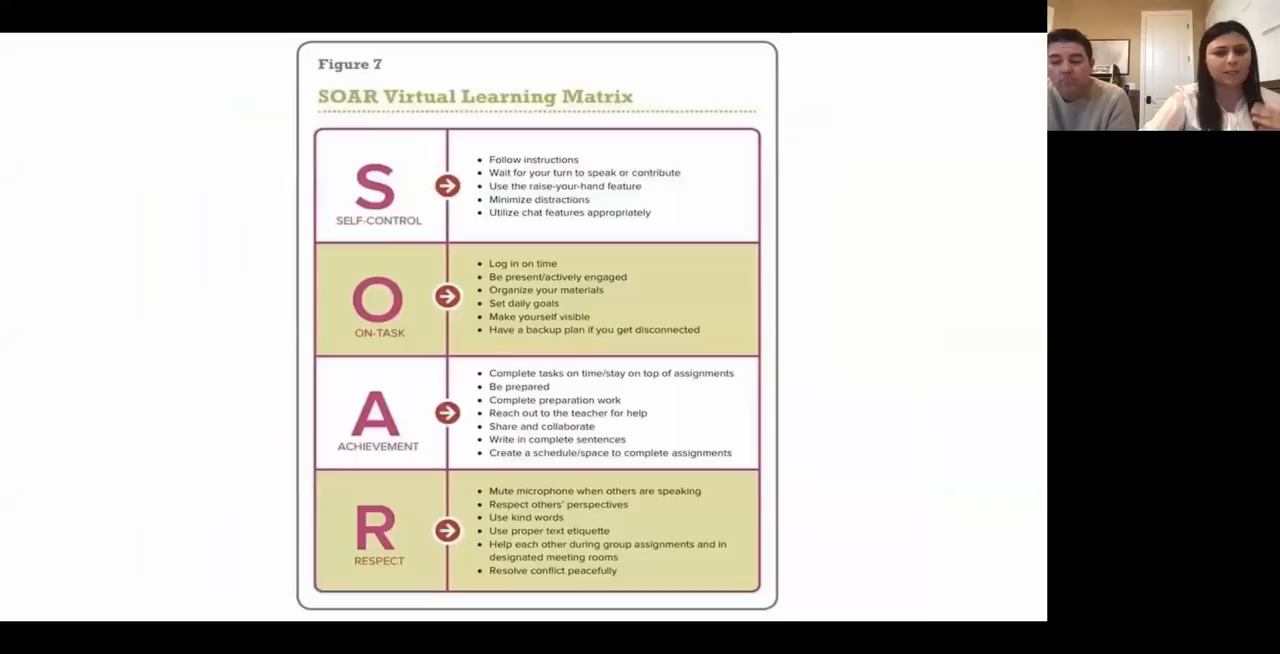 Figure 7
SOAR Virtual Learning Matrix
S
SELF-CONTROL
• Follow instructions
• Wait for your turn to speak or contribute
• Use the raise-your-hand feature
• Minimize distractions
• Utilize chat features appropriately
O
ON-TASK
• Log in on time
• Be present/actively engaged
• Organize your materials
• Set daily goals
• Make yourself visible
• Have a backup plan if you get disconnected
A
ACHIEVEMENT
• Complete tasks on time/stay on top of assignments
• Be prepared
• Complete preparation work
• Reach out to the teacher for help
• Share and collaborate
• Write in complete sentences
• Create a schedule/space to complete assignments
R
RESPECT
• Mute microphone when others are speaking
• Respect others’ perspectives
• Use kind words
• Use proper text etiquette
• Help each other during group assignments and in
designated meeting rooms
• Resolve conflict peacefully